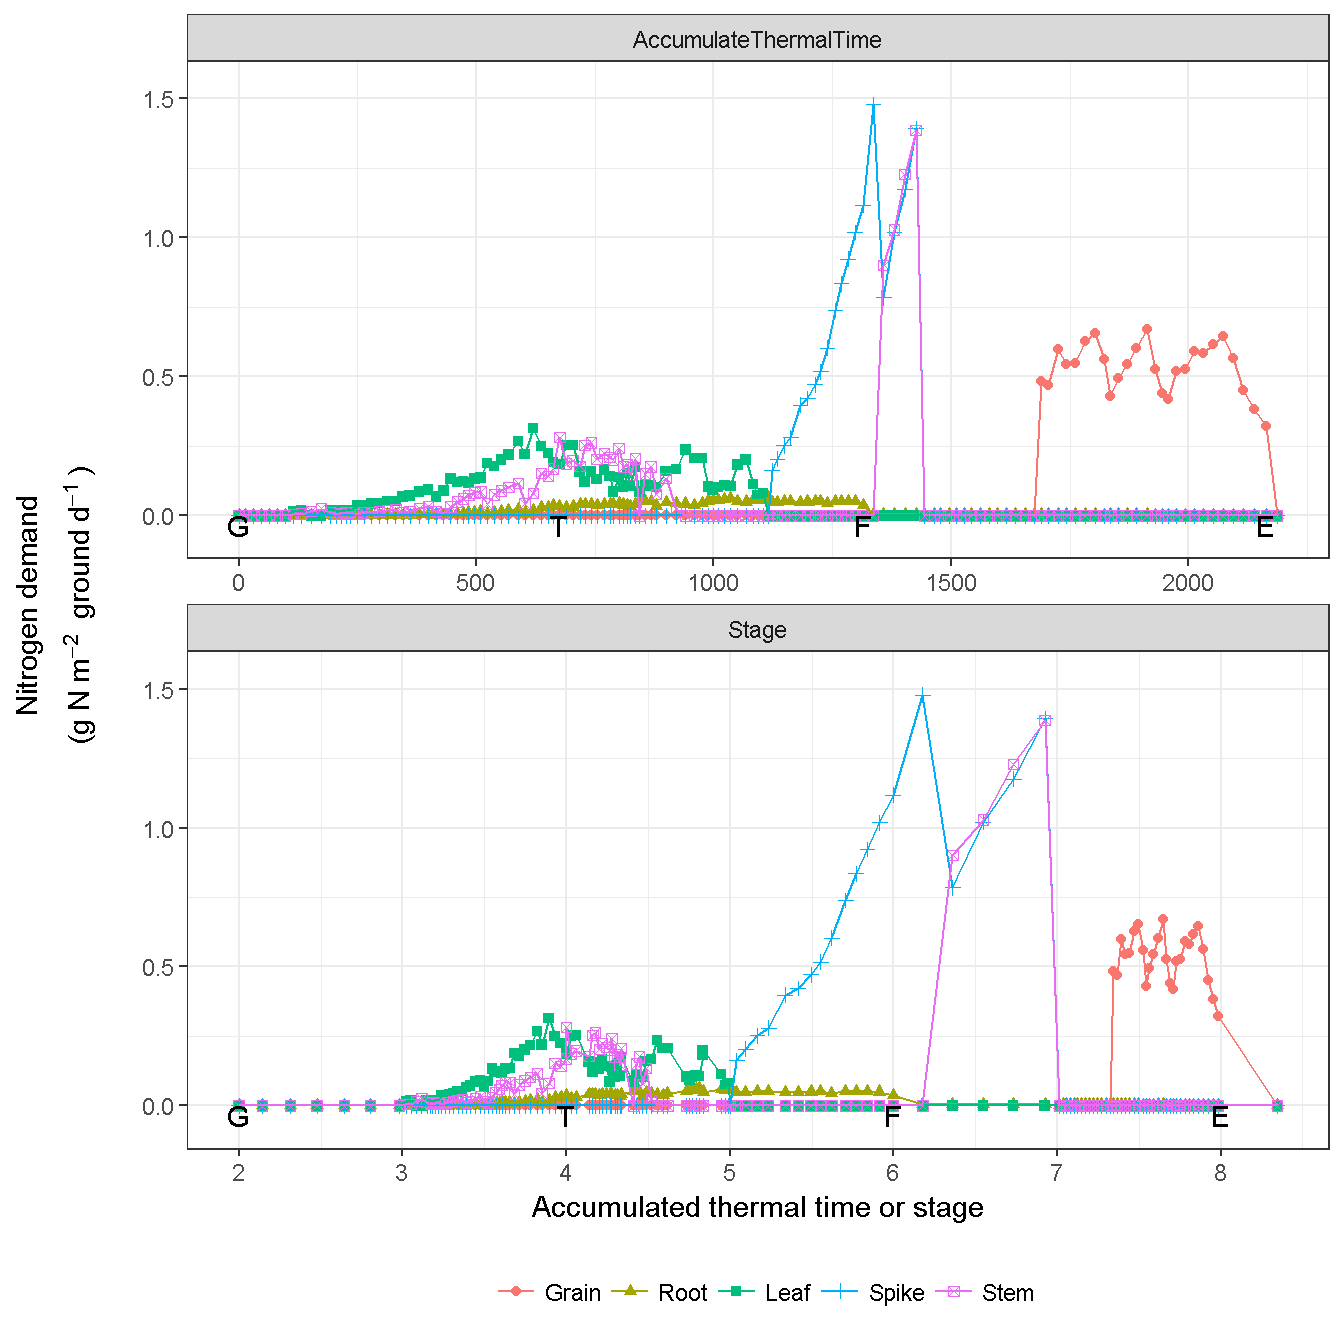 AccumulateThermalTime
1.5
1.0
0.5
0.0
G T F E
0 500 1000 1500 2000
Stage
1.5
1.0
0.5
0.0
G T F E
2 3 4 5 6 7 8
Nitrogen demand
(g N m⁻² ground d⁻¹ )
Accumulated thermal time or stage
Grain Root Leaf Spike Stem